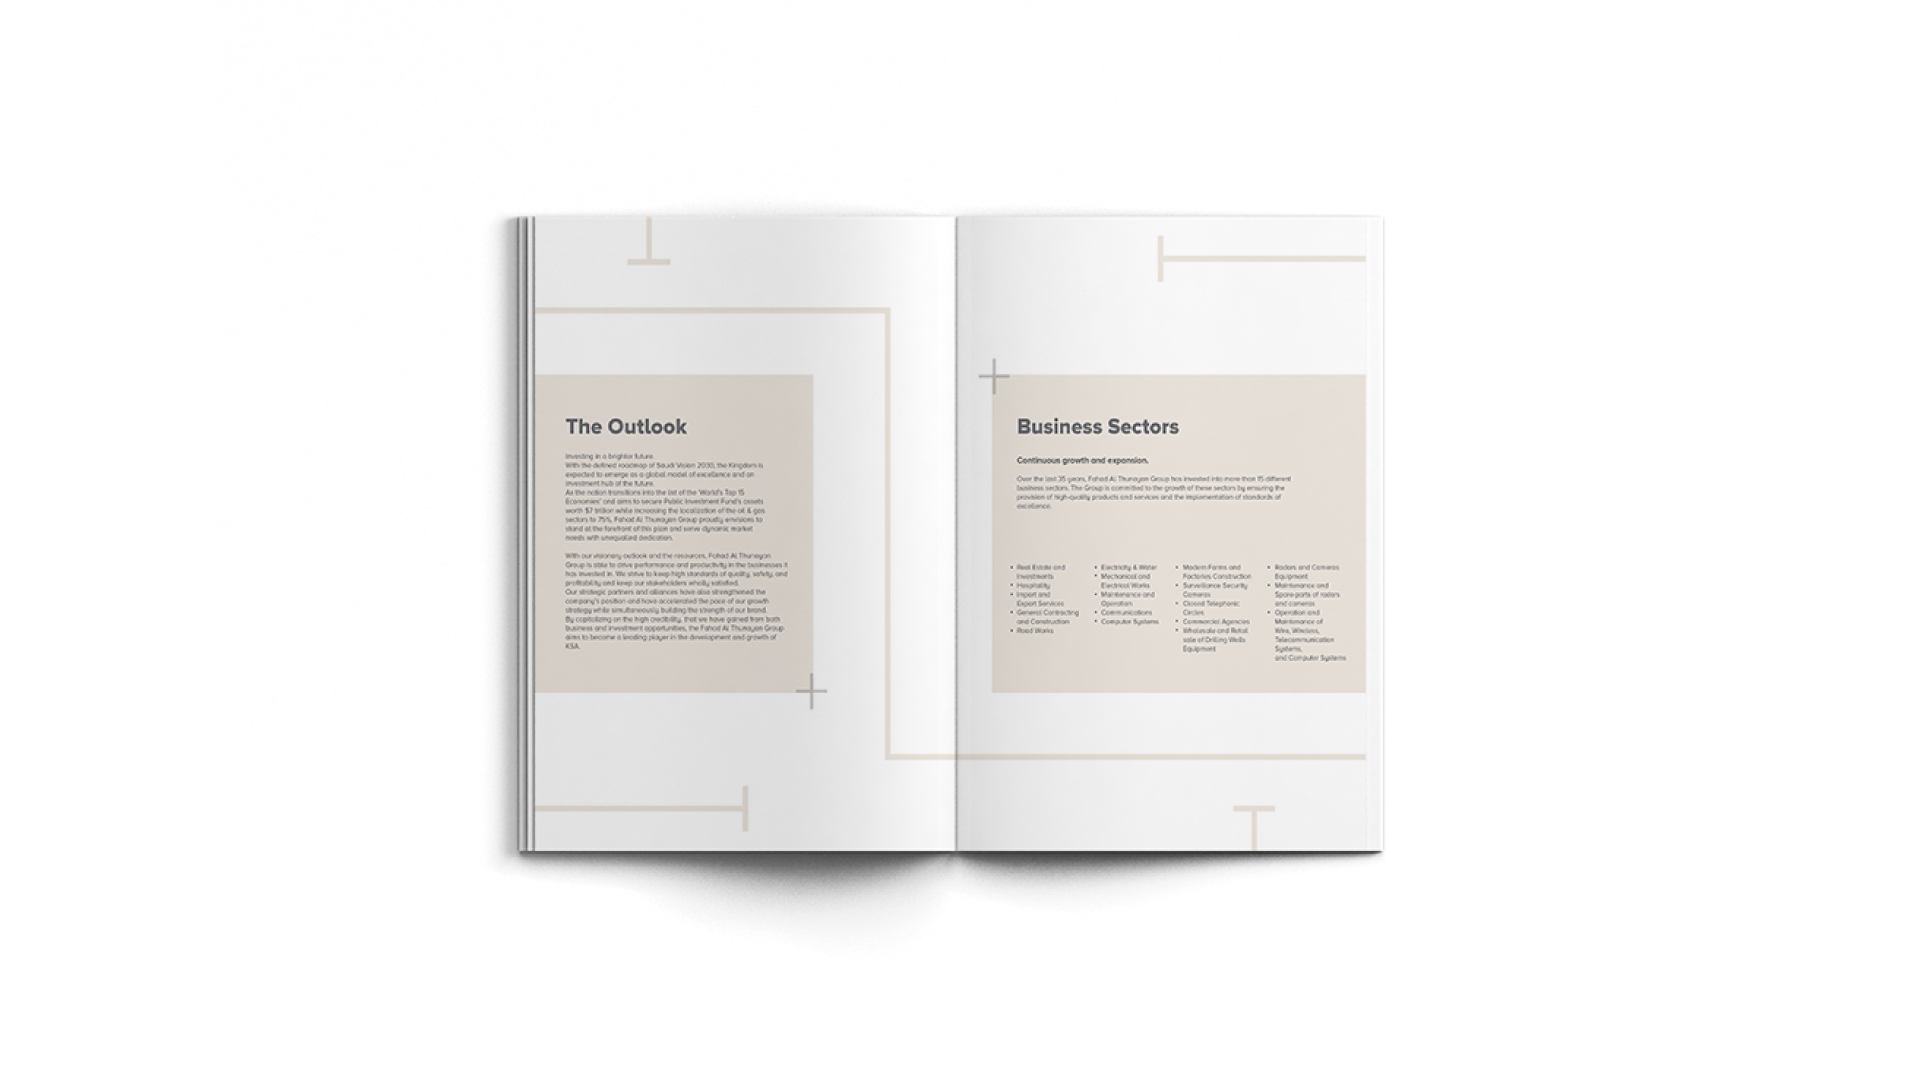 The Outlook
Investing in a brighter future.
With the defined roadmap of Saudi Vision 2030, the Kingdom is
expected to emerge as a global model of excellence and an
investment hub of the future.
As the nation transitions into the list of the 'World's Top 15
Economies' and aims to secure Public Investment Fund's assets
worth $7 trillion while increasing the localization of the oil & gas
sectors to 75%, Fahad Al Thunayan Group proudly envisions to
stand at the forefront of this plan and serve dynamic market
needs with unequalled dedication.
With our visionary outlook and the resources, Fahad Al Thunayan
Group is able to drive performance and productivity in the businesses it
has invested in. We strive to keep high standards of quality, safety, and
profitability and keep our stakeholders wholly satisfied.
Our strategic partners and alliances have also strengthened the
company's position and have accelerated the pace of our growth
strategy while simultaneously building the strength of our brand.
By capitalizing on the high credibility, that we have gained from both
business and investment opportunities, the Fahad Al Thunayan Group
aims to become a leading player in the development and growth of
KSA.
Business Sectors
Continuous growth and expansion.
Over the last 35 years, Fahad Al Thunayan Group has invested into more than 15 different
business sectors. The Group is committed to the growth of these sectors by ensuring the
provision of high-quality products and services and the implementation of standards of
excellence.
• Real Estate and
Investments
• Hospitality
• Import and
Export Services
• General Contracting
and Construction
• Road Works
• Electricity & Water
• Mechanical and
Electrical Works
• Maintenance and
Operation
• Communications
• Computer Systems
• Modern Farms and
Factories Construction
• Surveillance Security
Cameras
• Closed Telephonic
Circles
• Commercial Agencies
• Wholesale and Retail
sale of Drilling Wells
Equipment
• Radars and Cameras
Equipment
• Maintenance and
Spare parts of radars
and cameras
• Operation and
Maintenance of
Wire, Wireless,
Telecommunication
Systems,
and Computer Systems